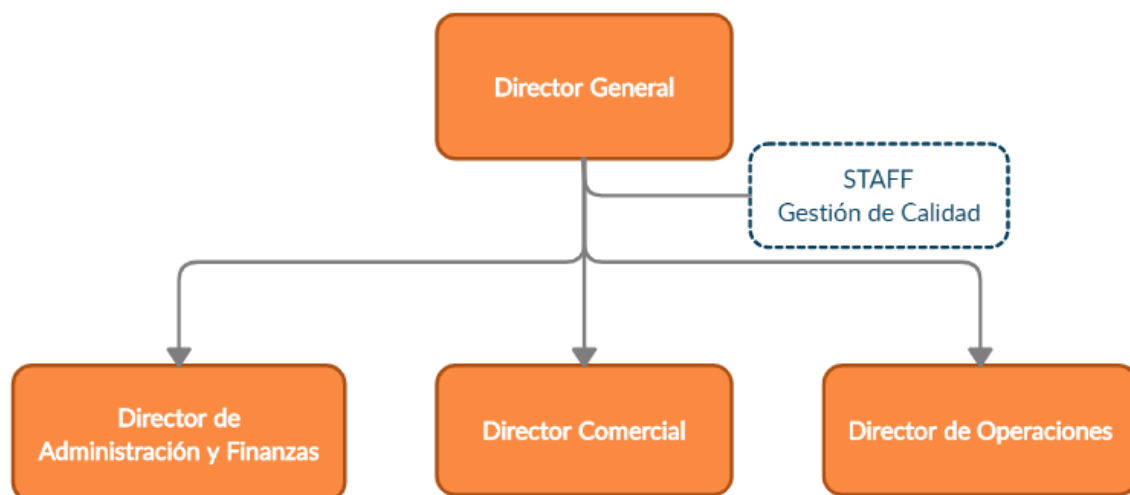 Director General
STAFF
Gestión de Calidad
Director de
Administración y Finanzas
Director Comercial
Director de Operaciones